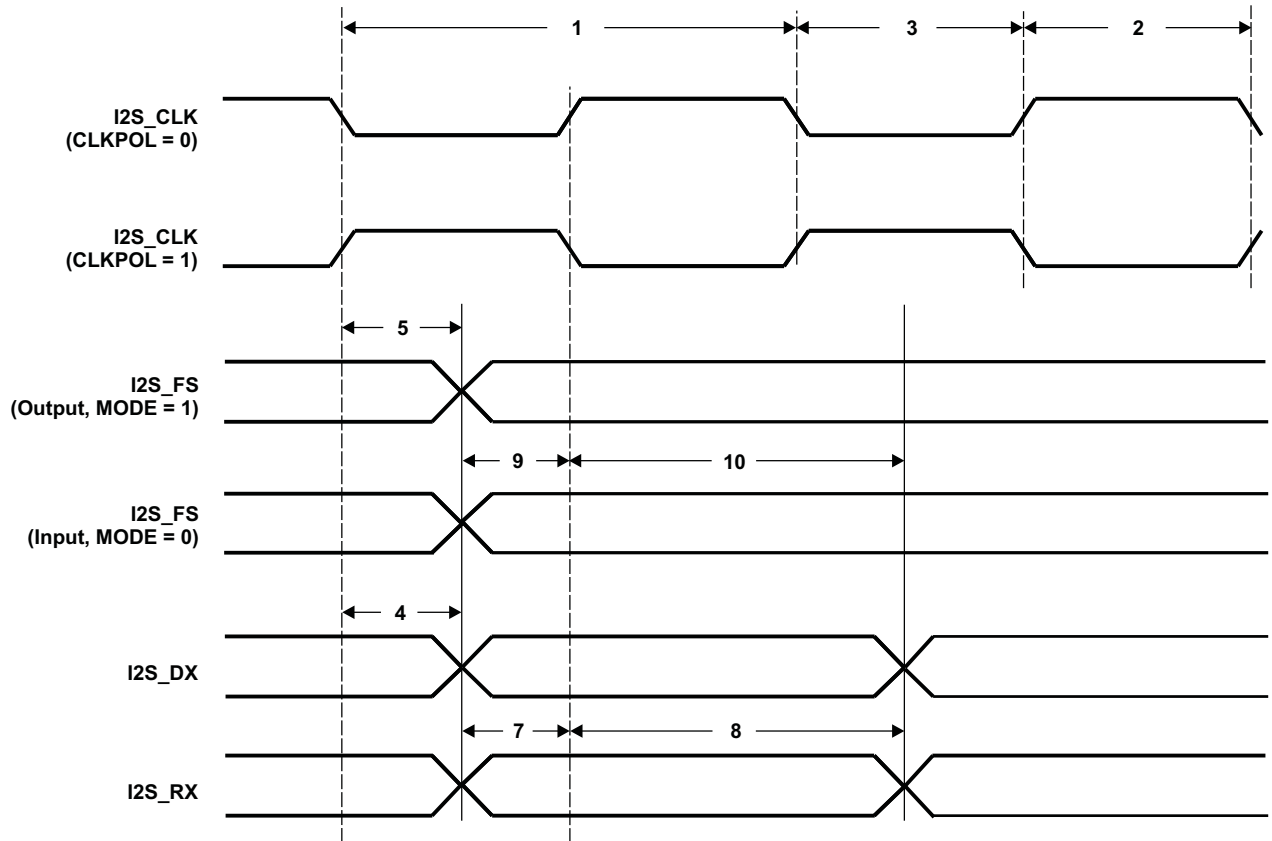 1
3
2
I2S_CLK
(CLKPOL = 0)
I2S_CLK
(CLKPOL = 1)
5
I2S_FS
(Output, MODE = 1)
9
10
I2S_FS
(Input, MODE = 0)
4
I2S_DX
7
8
I2S_RX